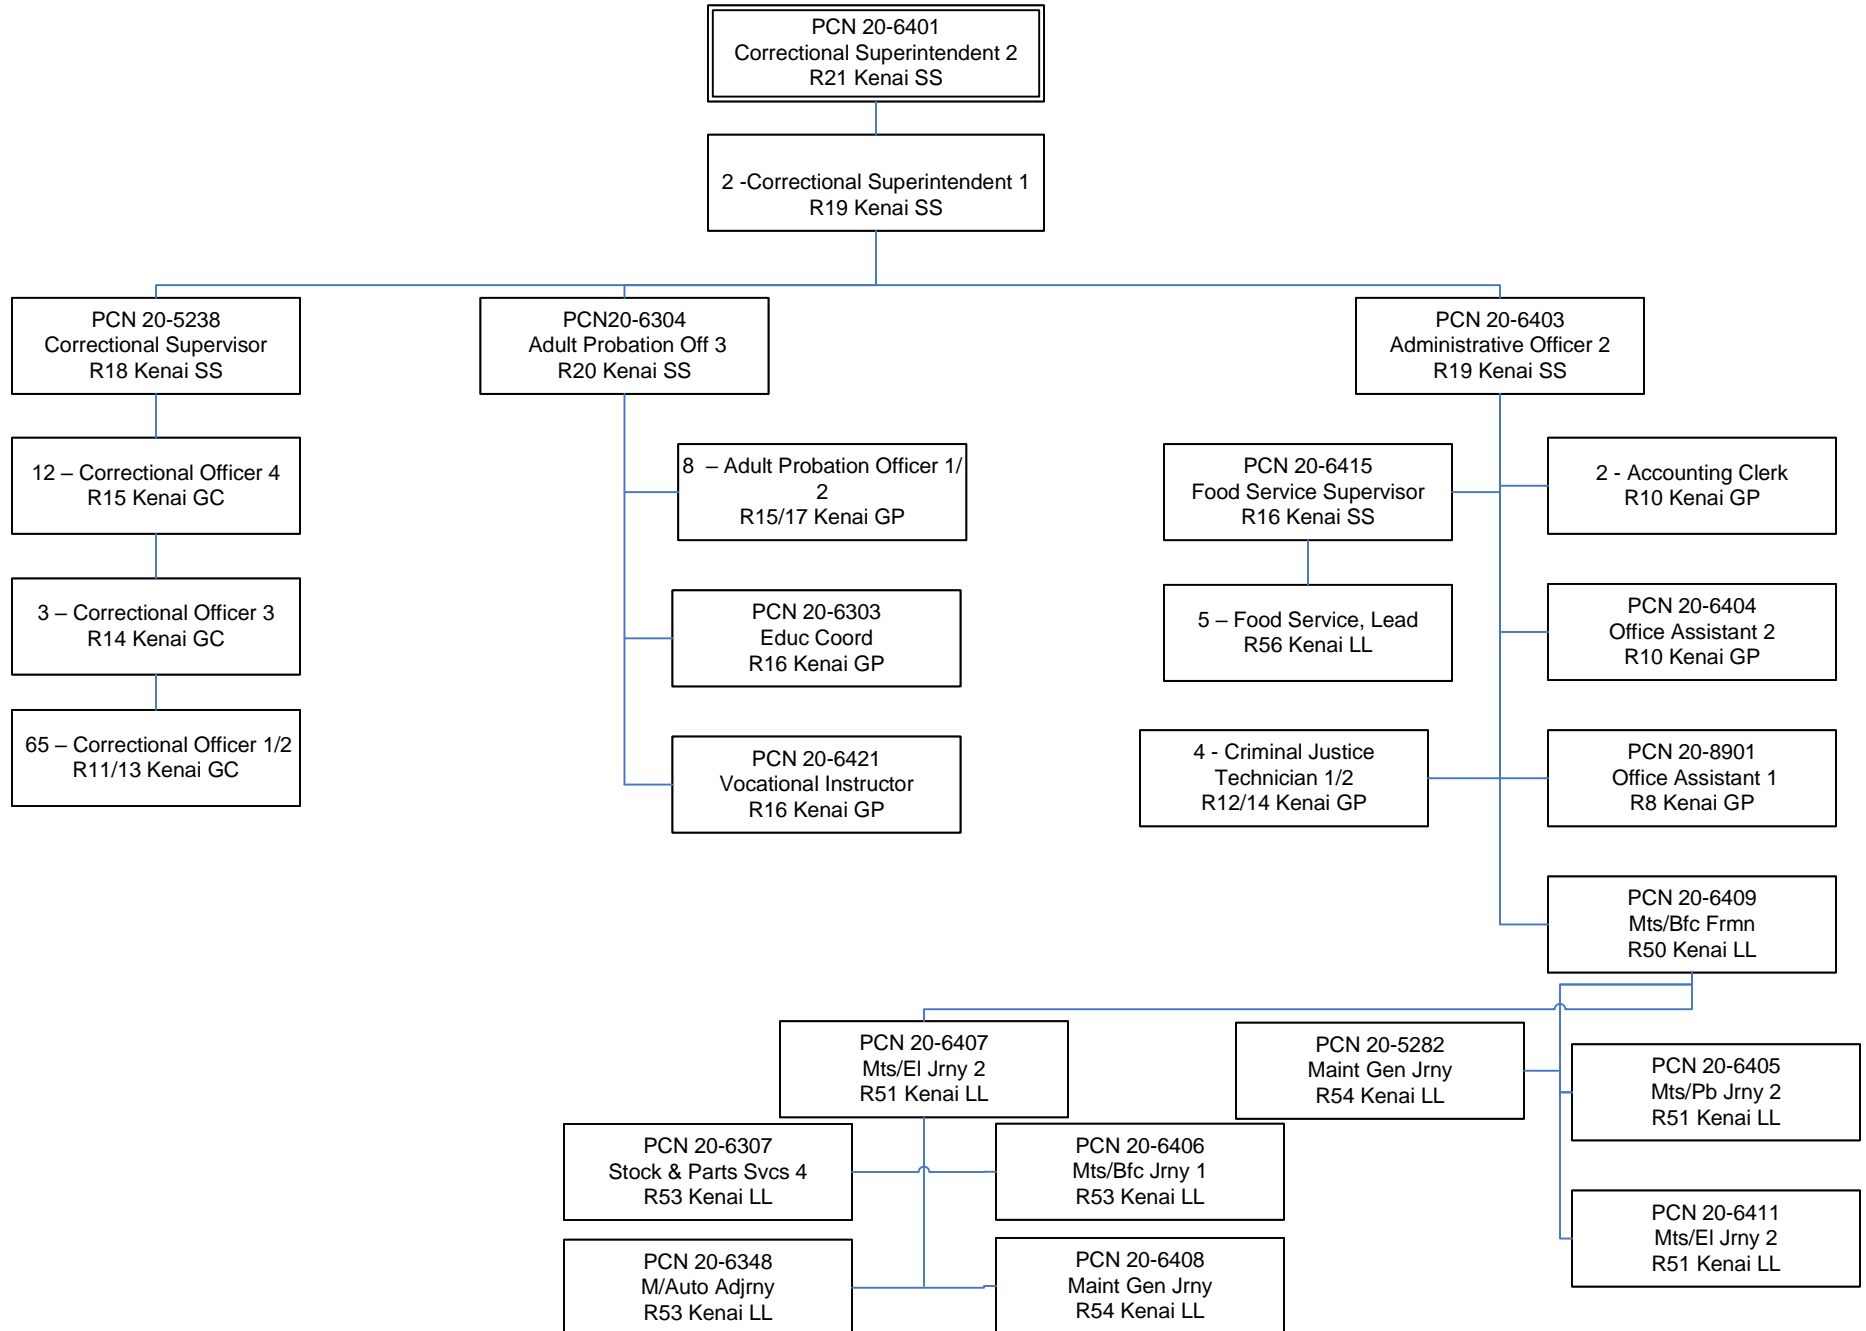 PCN 20-6401
Correctional Superintendent 2
R21 Kenai SS
2 -Correctional Superintendent 1
R19 Kenai SS
PCN 20-5238
Correctional Supervisor
R18 Kenai SS
PCN20-6304
Adult Probation Off 3
R20 Kenai SS
PCN 20-6403
Administrative Officer 2
R19 Kenai SS
12 – Correctional Officer 4
R15 Kenai GC
8 – Adult Probation Officer 1/
2
R15/17 Kenai GP
PCN 20-6415
Food Service Supervisor
R16 Kenai SS
2 - Accounting Clerk
R10 Kenai GP
3 – Correctional Officer 3
R14 Kenai GC
PCN 20-6303
Educ Coord
R16 Kenai GP
5 – Food Service, Lead
R56 Kenai LL
PCN 20-6404
Office Assistant 2
R10 Kenai GP
65 – Correctional Officer 1/2
R11/13 Kenai GC
PCN 20-6421
Vocational Instructor
R16 Kenai GP
4 - Criminal Justice
Technician 1/2
R12/14 Kenai GP
PCN 20-8901
Office Assistant 1
R8 Kenai GP
PCN 20-6409
Mts/Bfc Frmn
R50 Kenai LL
PCN 20-6407
Mts/El Jrny 2
R51 Kenai LL
PCN 20-5282
Maint Gen Jrny
R54 Kenai LL
PCN 20-6405
Mts/Pb Jrny 2
R51 Kenai LL
PCN 20-6307
Stock & Parts Svcs 4
R53 Kenai LL
PCN 20-6406
Mts/Bfc Jrny 1
R53 Kenai LL
PCN 20-6411
Mts/El Jrny 2
R51 Kenai LL
PCN 20-6348
M/Auto Adjrny
R53 Kenai LL
PCN 20-6408
Maint Gen Jrny
R54 Kenai LL